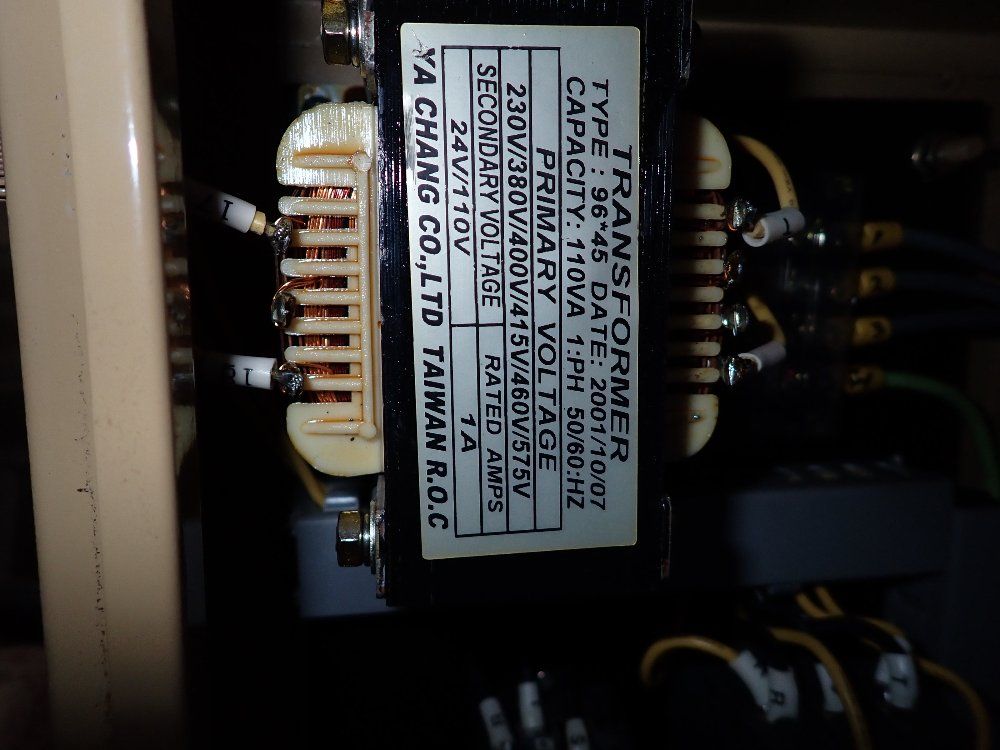 TRANSFORMER
TYPE : 96*45 DATE: 2001/10/07
CAPACITY: 110VA 1:PH 50/60:HZ
PRIMARY VOLTAGE
230V/380V/400V/415V/460V/575V
SECONDARY VOLTAGE RATED AMPS
24V/110V 1A
YA CHANG CO.,LTD TAIWAN R.O.C
1
R
T